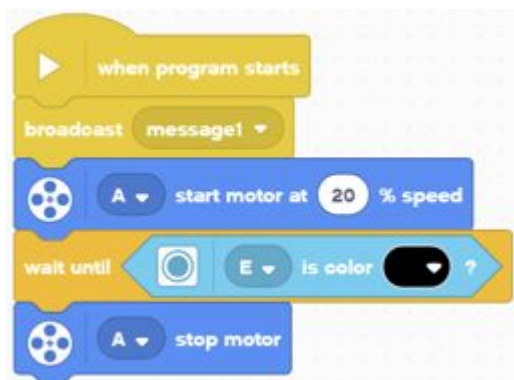 when program starts
broadcast message1
A start motor at 20 % speed
wait until E is color ?
A stop motor